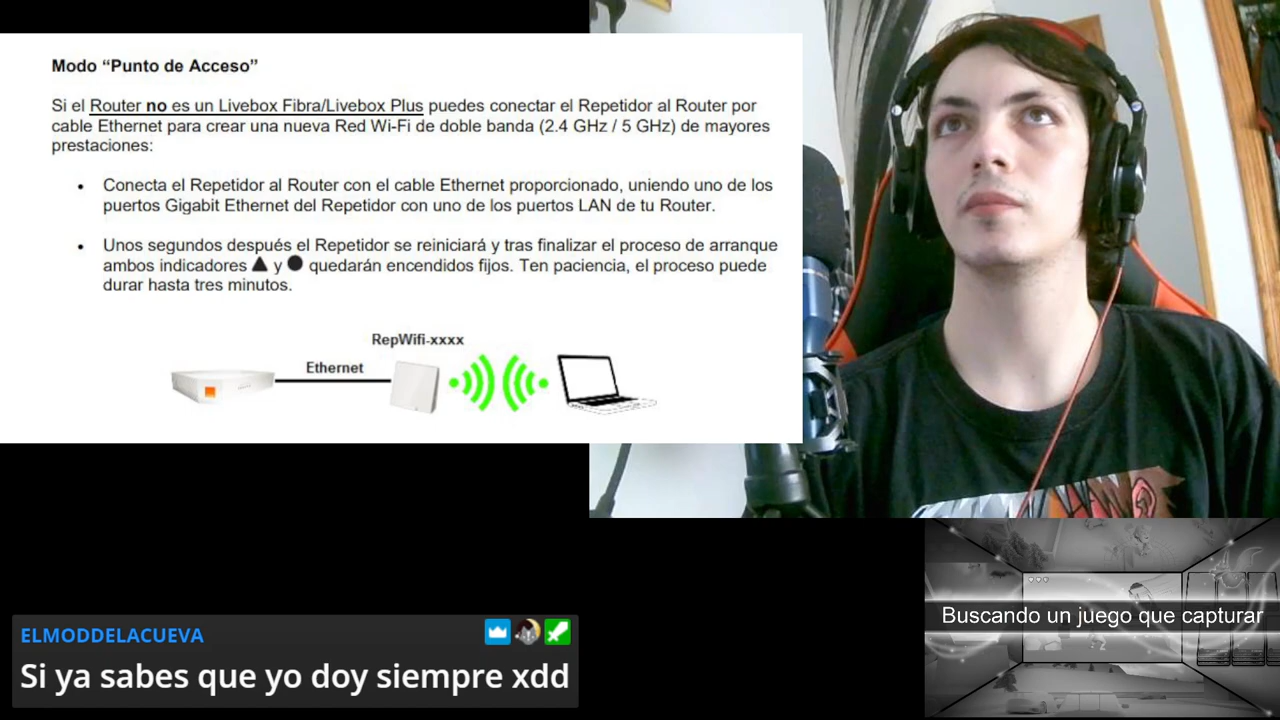 Modo “Punto de Acceso”
Si el Router no es un Livebox Fibra/Livebox Plus puedes conectar el Repetidor al Router por
cable Ethernet para crear una nueva Red Wi-Fi de doble banda (2.4 GHz / 5 GHz) de mayores
prestaciones:
Conecta el Repetidor al Router con el cable Ethernet proporcionado, uniendo uno de los
puertos Gigabit Ethernet del Repetidor con uno de los puertos LAN de tu Router.
Unos segundos después el Repetidor se reiniciará y tras finalizar el proceso de arranque
ambos indicadores ▲ y ● quedarán encendidos fijos. Ten paciencia, el proceso puede
durar hasta tres minutos.
RepWifi-xxxx
Ethernet
Buscando un juego que capturar
ELMODDELACUEVA
Si ya sabes que yo doy siempre xdd